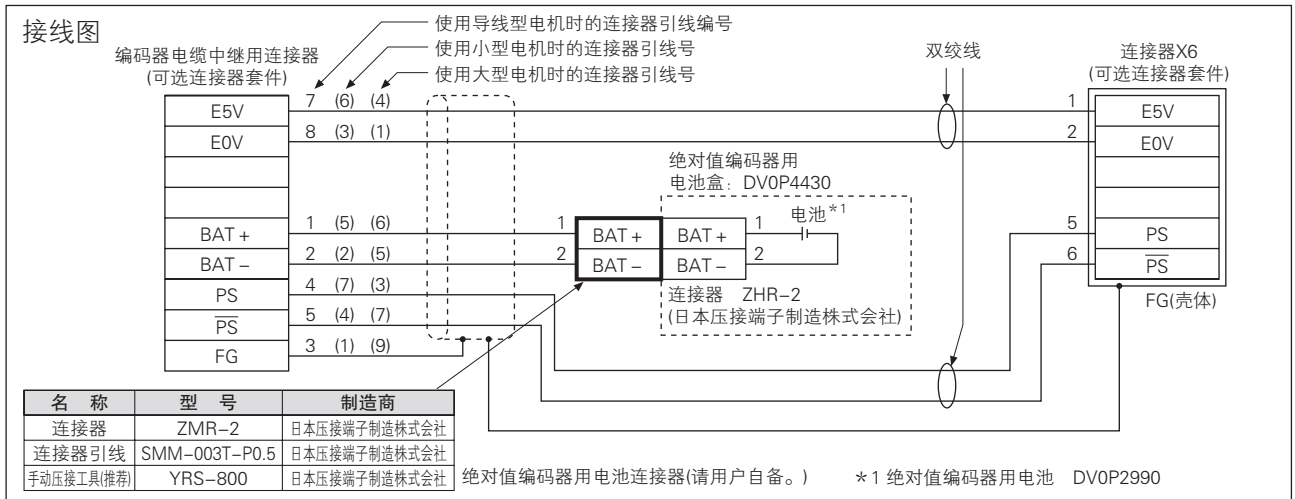 接线图
使用导线型电机时的连接器引线编号
使用小型电机时的连接器引线号
使用大型电机时的连接器引线号
编码器电缆中继用连接器
(可选连接器套件)
双绞线
连接器X6
(可选连接器套件)
E5V 7 (6) (4) 1 E5V
E0V 8 (3) (1) 2 E0V
绝对值编码器用
电池盒：DV0P4430
电池*1
BAT+ 1 (5) (6) 1 BAT+ BAT+ 1 5 PS
BAT− 2 (2) (5) 2 BAT− BAT− 2 6 P̅S̅
PS 4 (7) (3)
P̅S̅ 5 (4) (7)
FG 3 (1) (9)
连接器 ZHR−2
(日本压接端子制造株式会社)
FG(壳体)
名 称 型 号 制造商
连接器 ZMR−2 日本压接端子制造株式会社
连接器引线 SMM−003T−P0.5 日本压接端子制造株式会社
手动压接工具(推荐) YRS−800 日本压接端子制造株式会社
绝对值编码器用电池连接器(请用户自备。)
*1 绝对值编码器用电池 DV0P2990